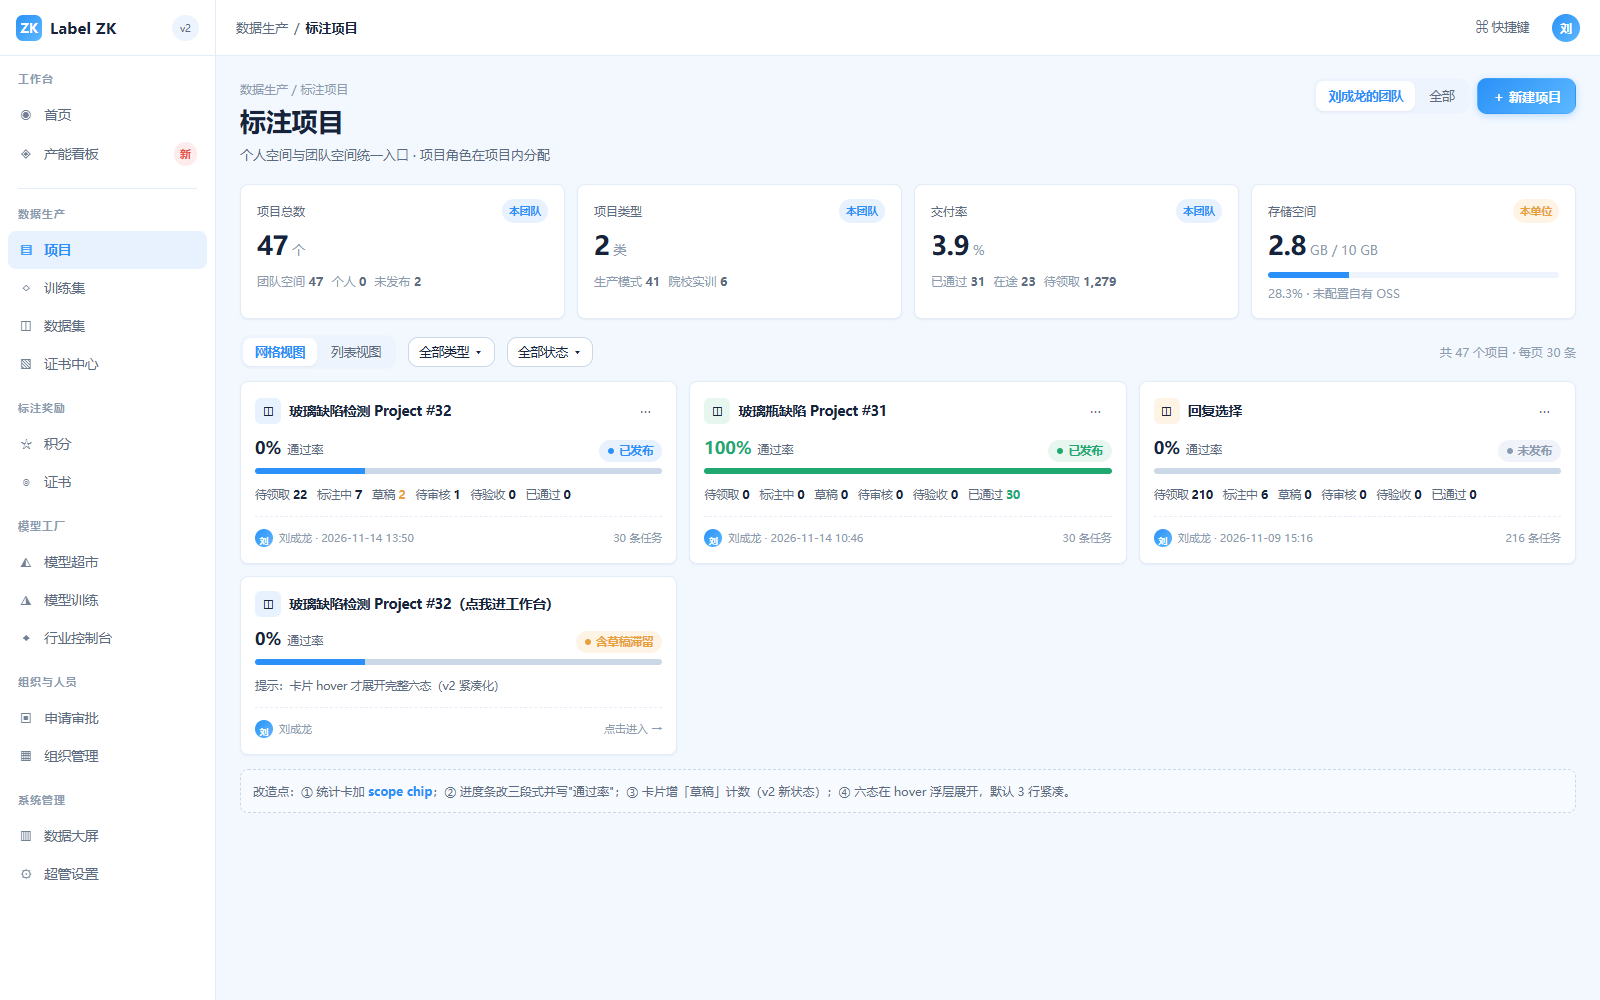 ZK Label ZK v2
数据生产 / 标注项目
⌘ 快捷键
刘
工作台
首页
产能看板 新
数据生产
项目
训练集
数据集
证书中心
标注奖励
积分
证书
模型工厂
模型超市
模型训练
行业控制台
组织与人员
申请审批
组织管理
系统管理
数据大屏
超管设置
数据生产 / 标注项目
标注项目
个人空间与团队空间统一入口 · 项目角色在项目内分配
刘成龙的团队 全部
+ 新建项目
项目总数 本团队
47 个
团队空间 47 个人 0 未发布 2
项目类型 本团队
2 类
生产模式 41 院校实训 6
交付率 本团队
3.9 %
已通过 31 在途 23 待领取 1,279
存储空间 本单位
2.8 GB / 10 GB
28.3% · 未配置自有 OSS
网格视图 列表视图 全部类型 ▾ 全部状态 ▾
共 47 个项目 · 每页 30 条
玻璃缺陷检测 Project #32 ···
0% 通过率 已发布
待领取 22 标注中 7 草稿 2 待审核 1 待验收 0 已通过 0
刘 刘成龙 · 2026-11-14 13:50 30 条任务
玻璃瓶缺陷 Project #31 ···
100% 通过率 已发布
待领取 0 标注中 0 草稿 0 待审核 0 待验收 0 已通过 30
刘 刘成龙 · 2026-11-14 10:46 30 条任务
回复选择 ···
0% 通过率 未发布
待领取 210 标注中 6 草稿 0 待审核 0 待验收 0 已通过 0
刘 刘成龙 · 2026-11-09 15:16 216 条任务
玻璃缺陷检测 Project #32（点我进工作台）
0% 通过率 含草稿滞留
提示：卡片 hover 才展开完整六态（v2 紧凑化）
刘 刘成龙 点击进入 →
改造点：① 统计卡加 scope chip；② 进度条改三段式并写"通过率"；③ 卡片增「草稿」计数（v2 新状态）；④ 六态在 hover 浮层展开，默认 3 行紧凑。